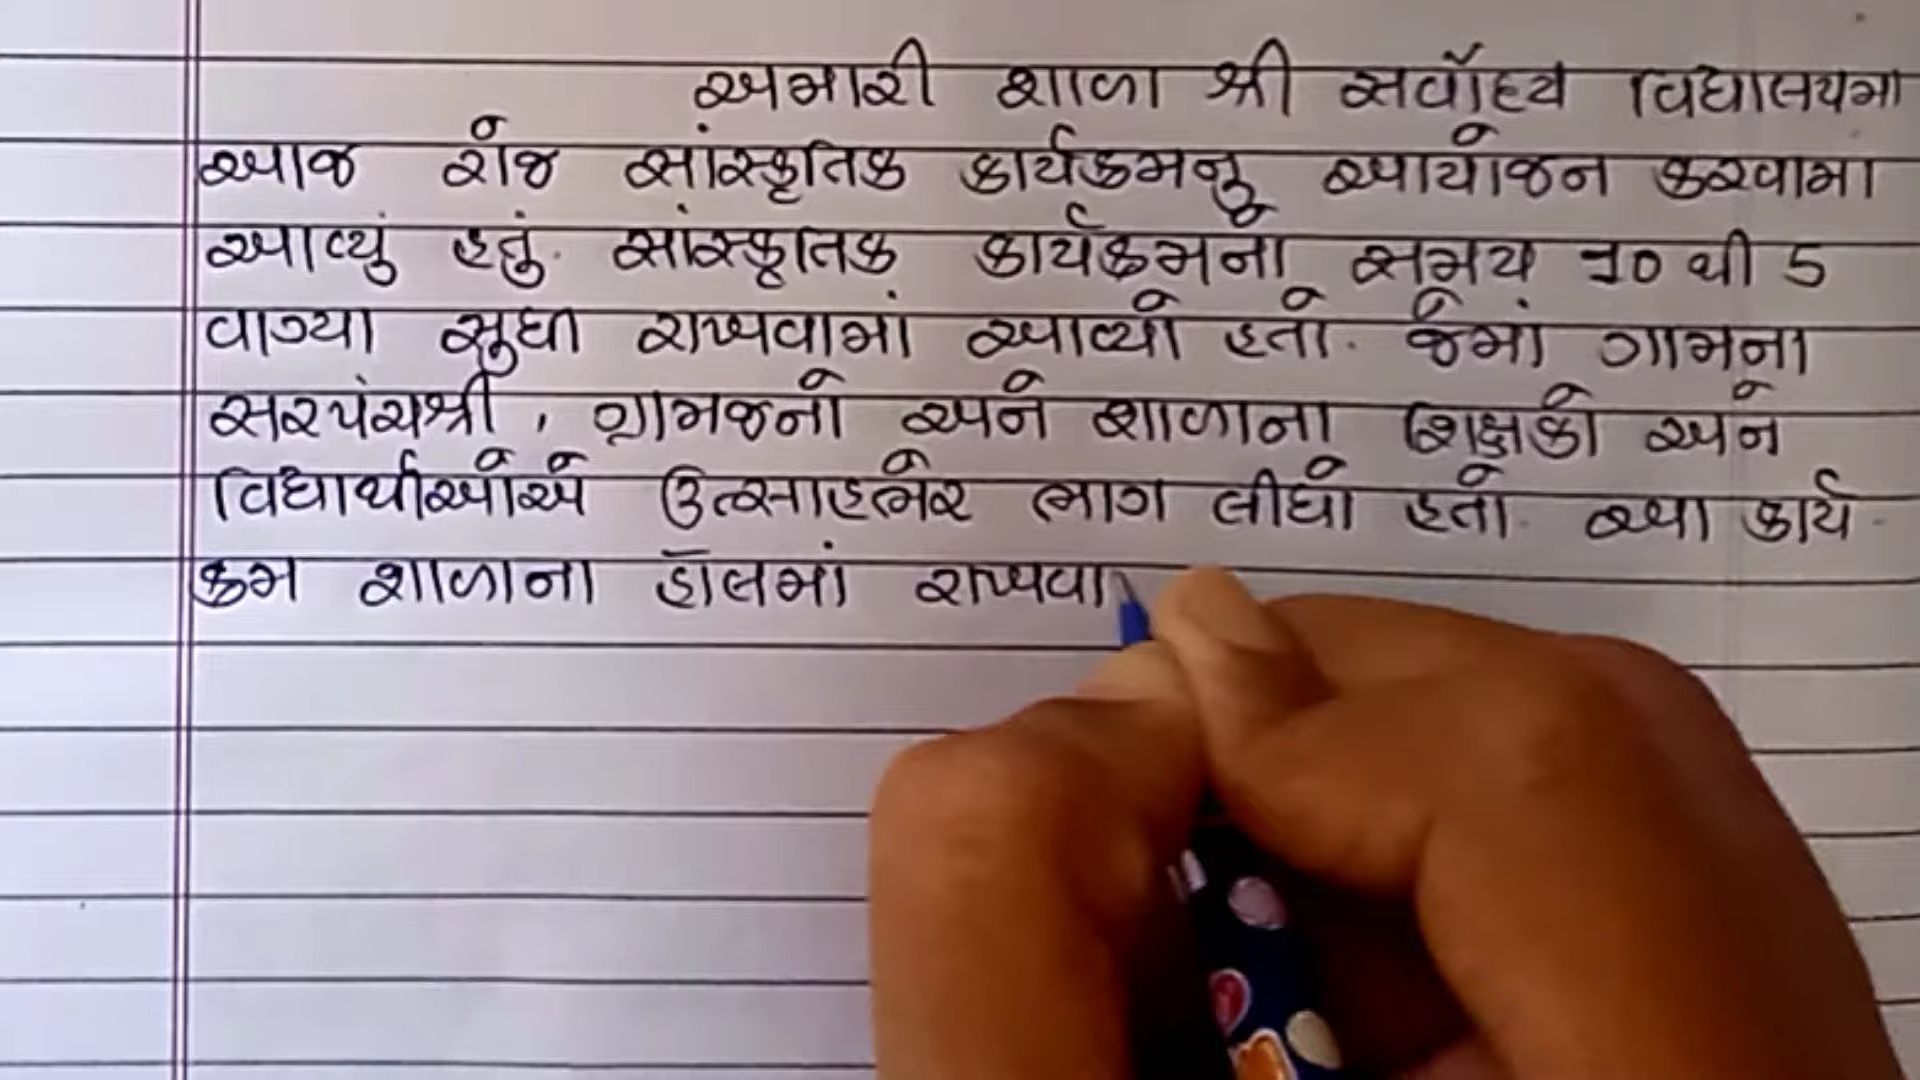 અમારી શાળા શ્રી સર્વોદય વિદ્યાલયમા
આજ રોજ સાંસ્કૃતિક કાર્યક્રમનુ આયોજન કરવામા
આવ્યું હતું. સાંસ્કૃતિક કાર્યક્રમનો સમય 10 થી 5
વાગ્યા સુધી રાખવામાં આવ્યો હતો. જેમાં ગામના
સરપંચશ્રી, ગ્રામજનો અને શાળાના શિક્ષકો અને
વિદ્યાર્થીઓએ ઉત્સાહભેર ભાગ લીધો હતો. આ કાર્ય-
ક્રમ શાળાના હૉલમાં રાખવા